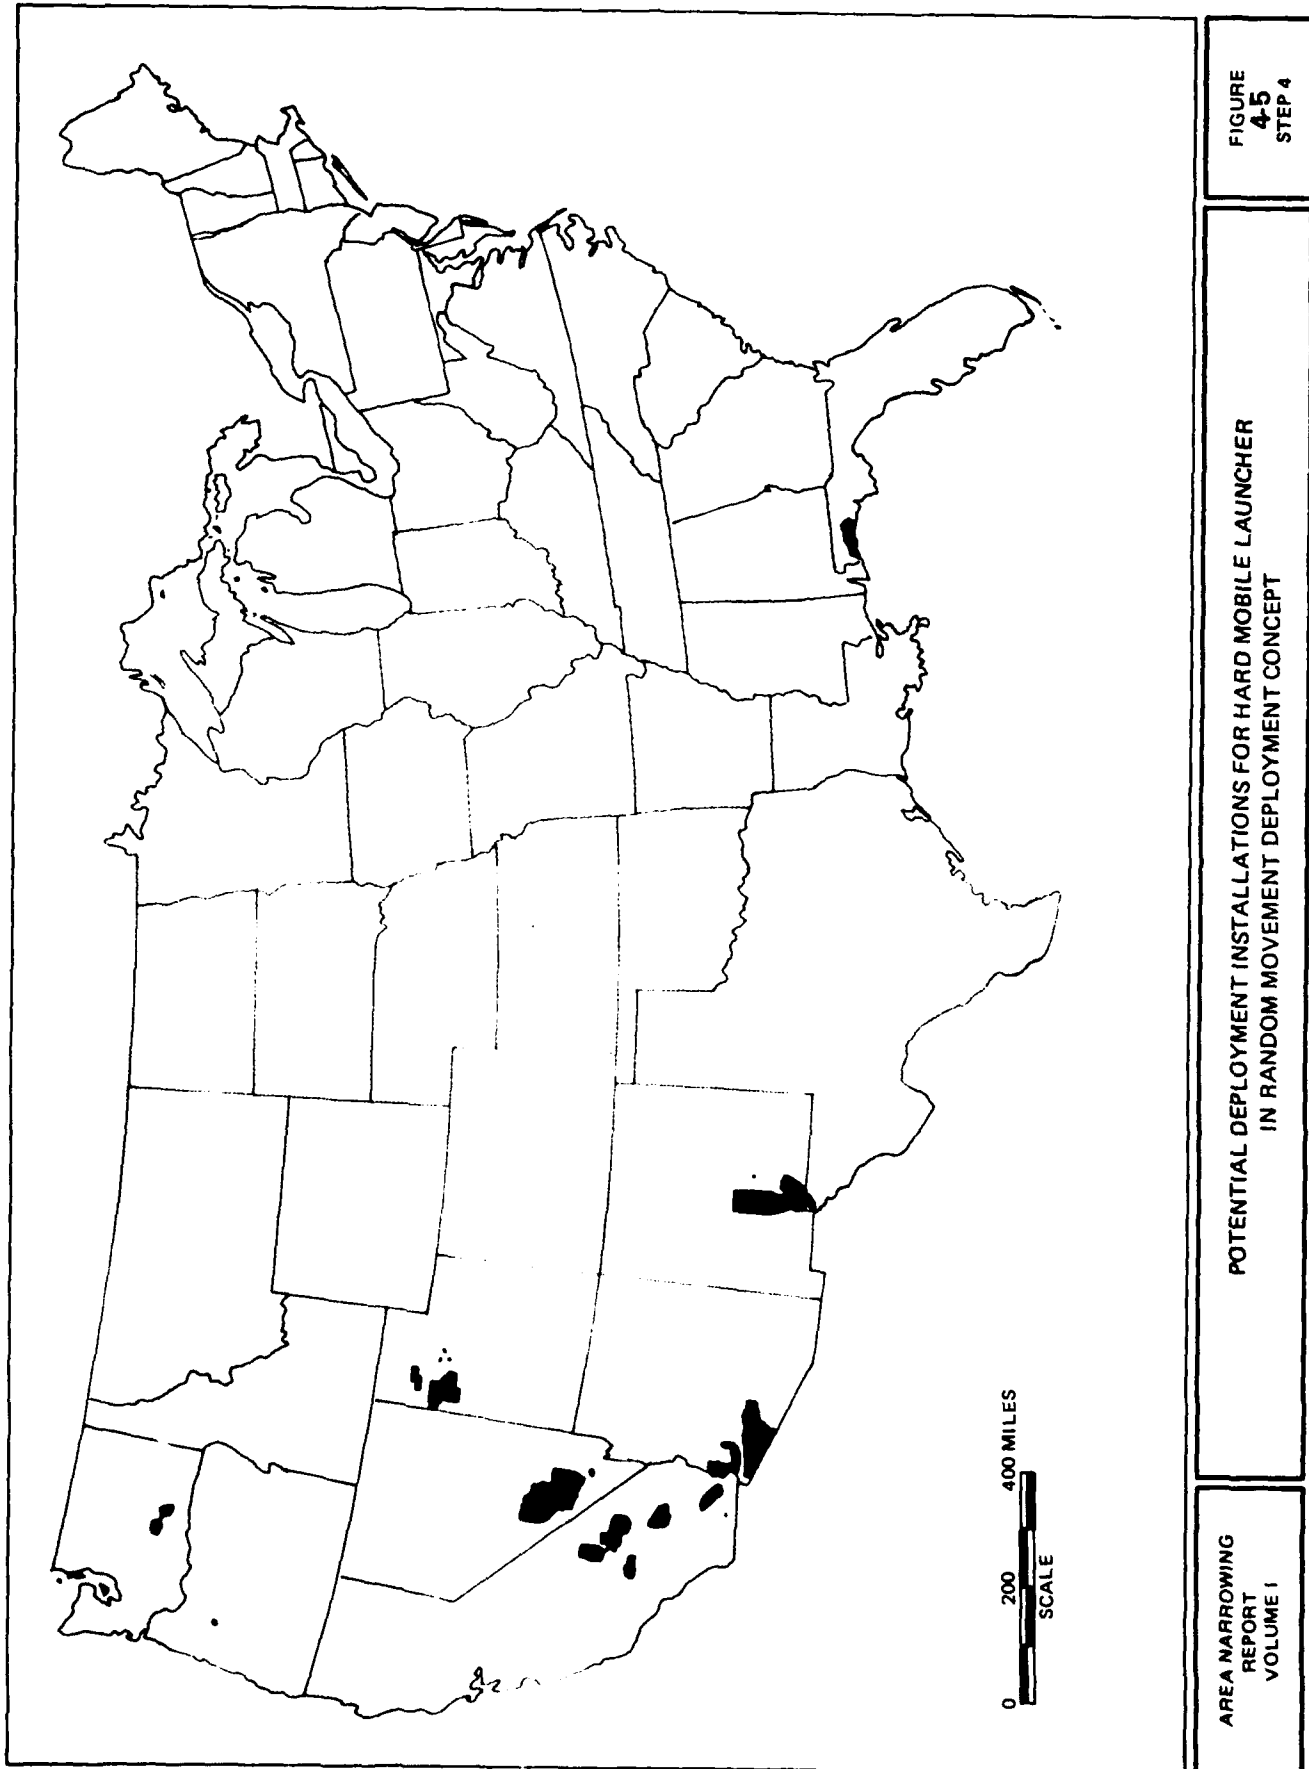 0 200 400 MILES
SCALE
AREA NARROWING
REPORT
VOLUME I
POTENTIAL DEPLOYMENT INSTALLATIONS FOR HARD MOBILE LAUNCHER
IN RANDOM MOVEMENT DEPLOYMENT CONCEPT
FIGURE
4-5
STEP 4